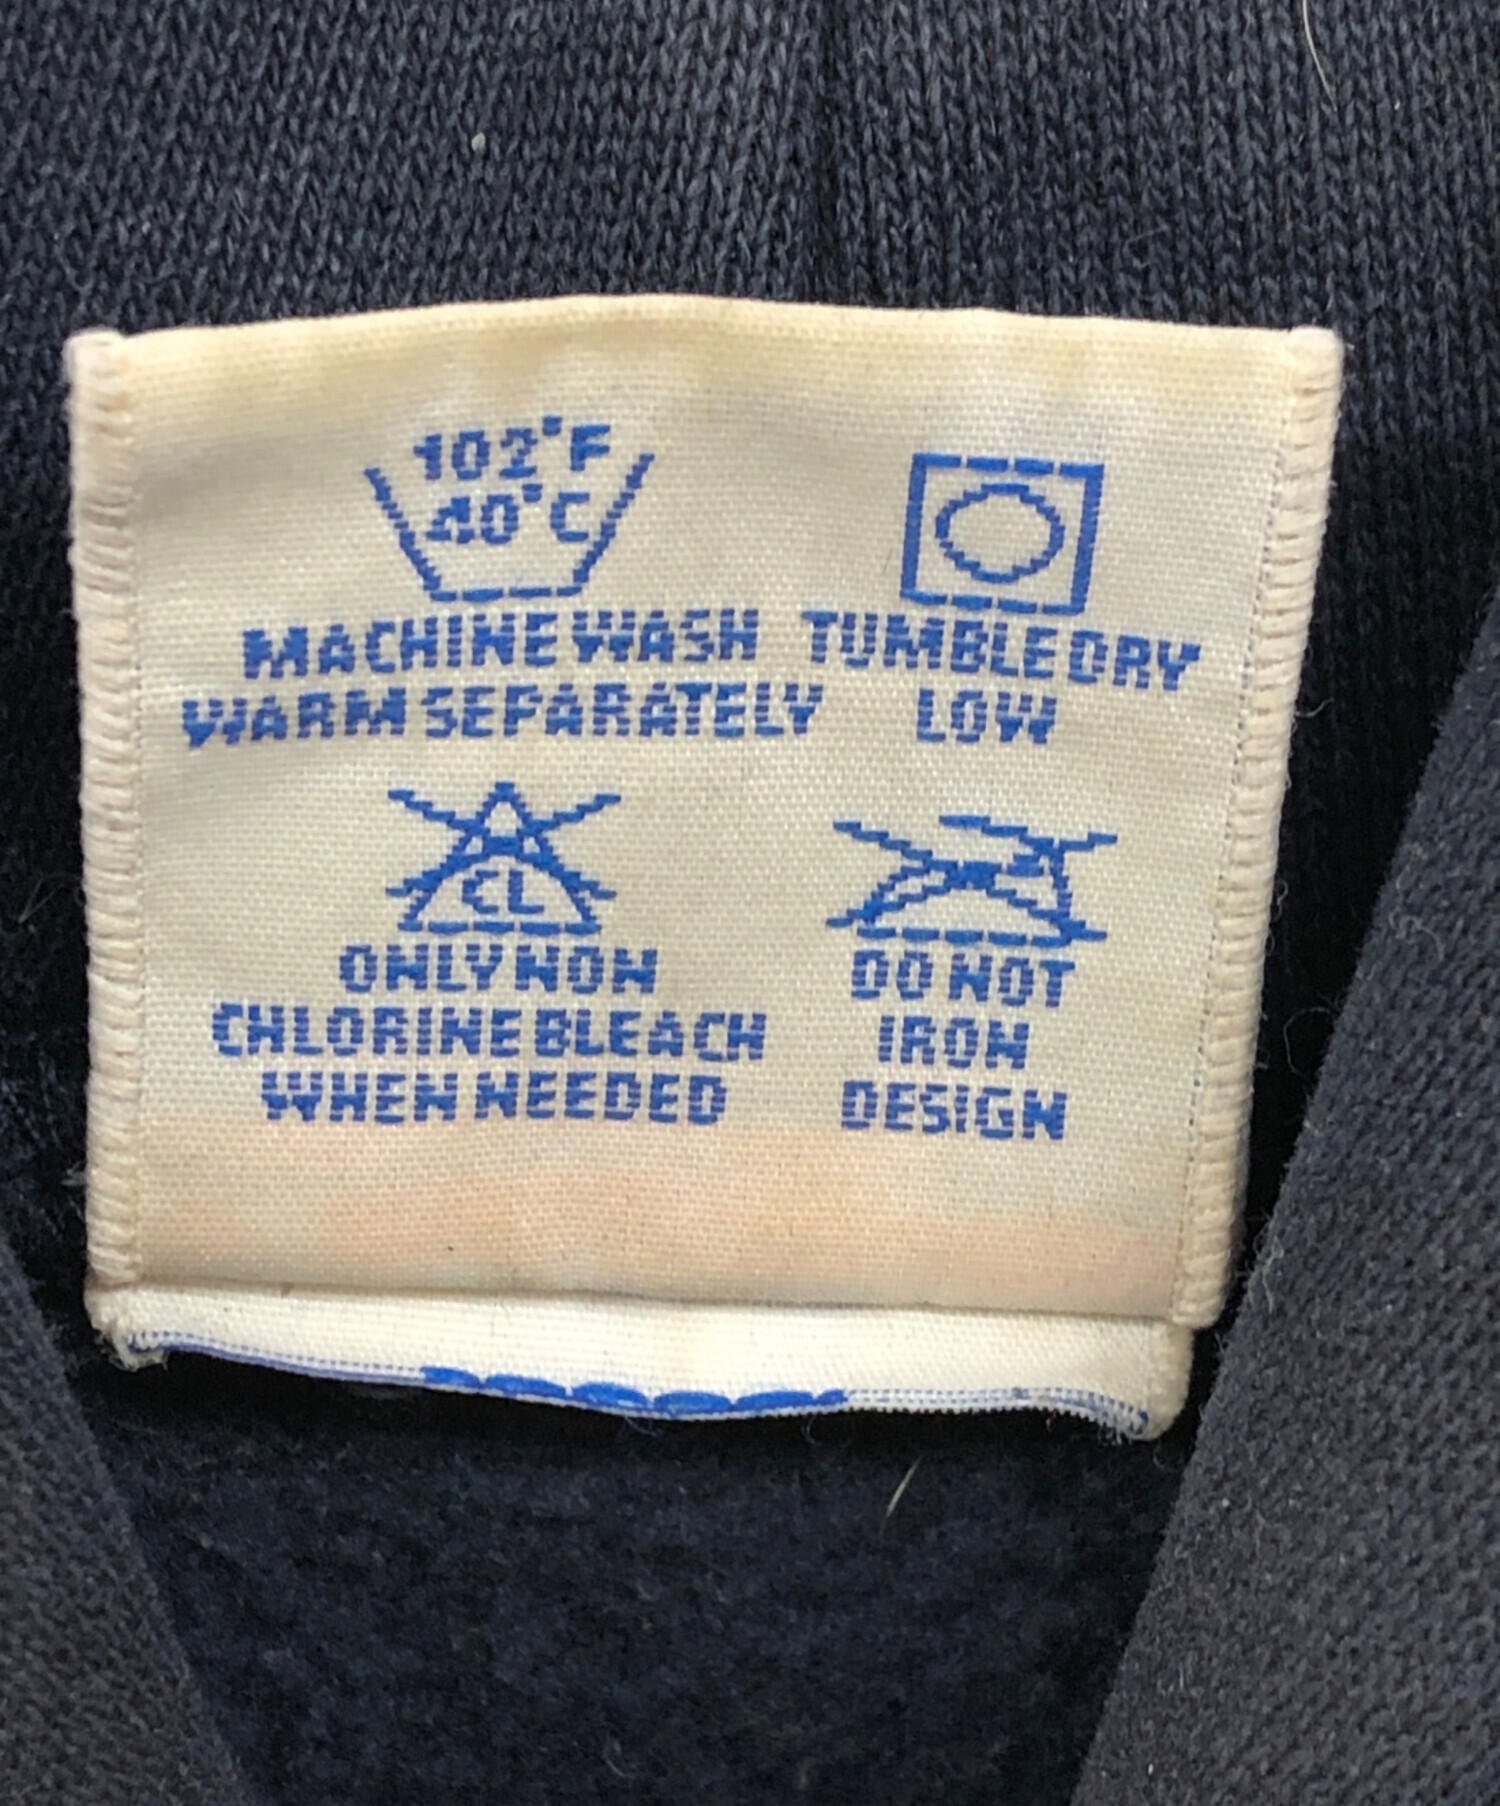 102°F
40°C
MACHINE WASH
WARM SEPARATELY
TUMBLE DRY
LOW
CL
ONLY NON
CHLORINE BLEACH
WHEN NEEDED
DO NOT
IRON
DESIGN